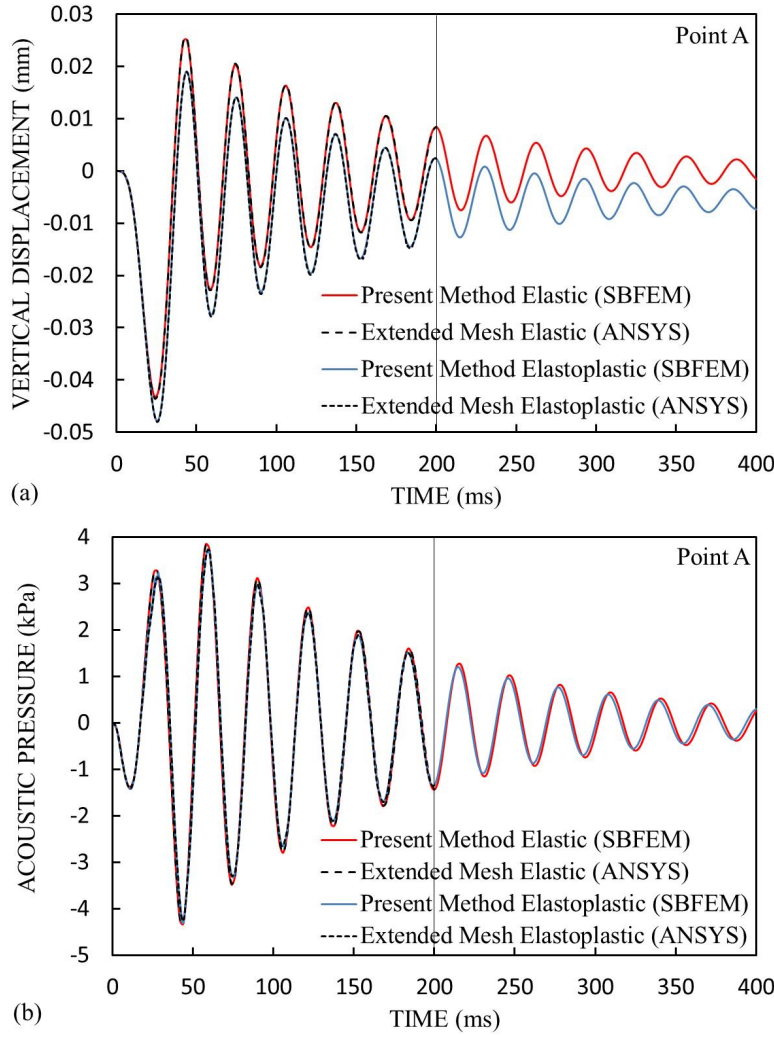 0.03
0.02
0.01
0
-0.01
-0.02
-0.03
-0.04
-0.05
VERTICAL DISPLACEMENT (mm)
Point A
Present Method Elastic (SBFEM)
Extended Mesh Elastic (ANSYS)
Present Method Elastoplastic (SBFEM)
Extended Mesh Elastoplastic (ANSYS)
0 50 100 150 200 250 300 350 400
TIME (ms)
(a)
4
3
2
1
0
-1
-2
-3
-4
-5
ACOUSTIC PRESSURE (kPa)
Point A
Present Method Elastic (SBFEM)
Extended Mesh Elastic (ANSYS)
Present Method Elastoplastic (SBFEM)
Extended Mesh Elastoplastic (ANSYS)
0 50 100 150 200 250 300 350 400
TIME (ms)
(b)